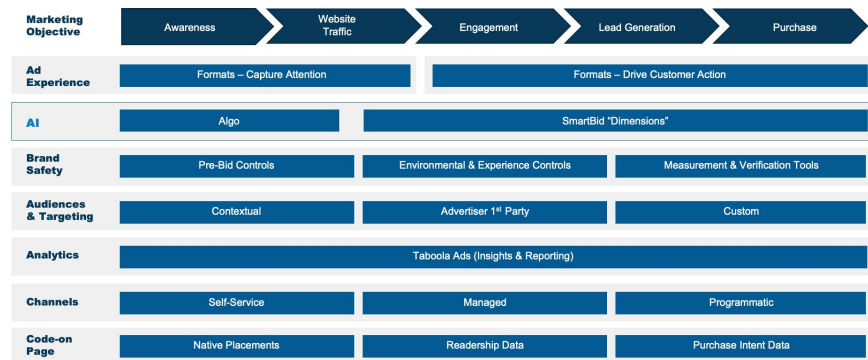 Marketing
Objective
Awareness
Website
Traffic
Engagement
Lead Generation
Purchase
Ad
Experience
Formats – Capture Attention
Formats – Drive Customer Action
AI
Algo
SmartBid "Dimensions"
Brand
Safety
Pre-Bid Controls
Environmental & Experience Controls
Measurement & Verification Tools
Audiences
& Targeting
Contextual
Advertiser 1st Party
Custom
Analytics
Taboola Ads (Insights & Reporting)
Channels
Self-Service
Managed
Programmatic
Code-on
Page
Native Placements
Readership Data
Purchase Intent Data